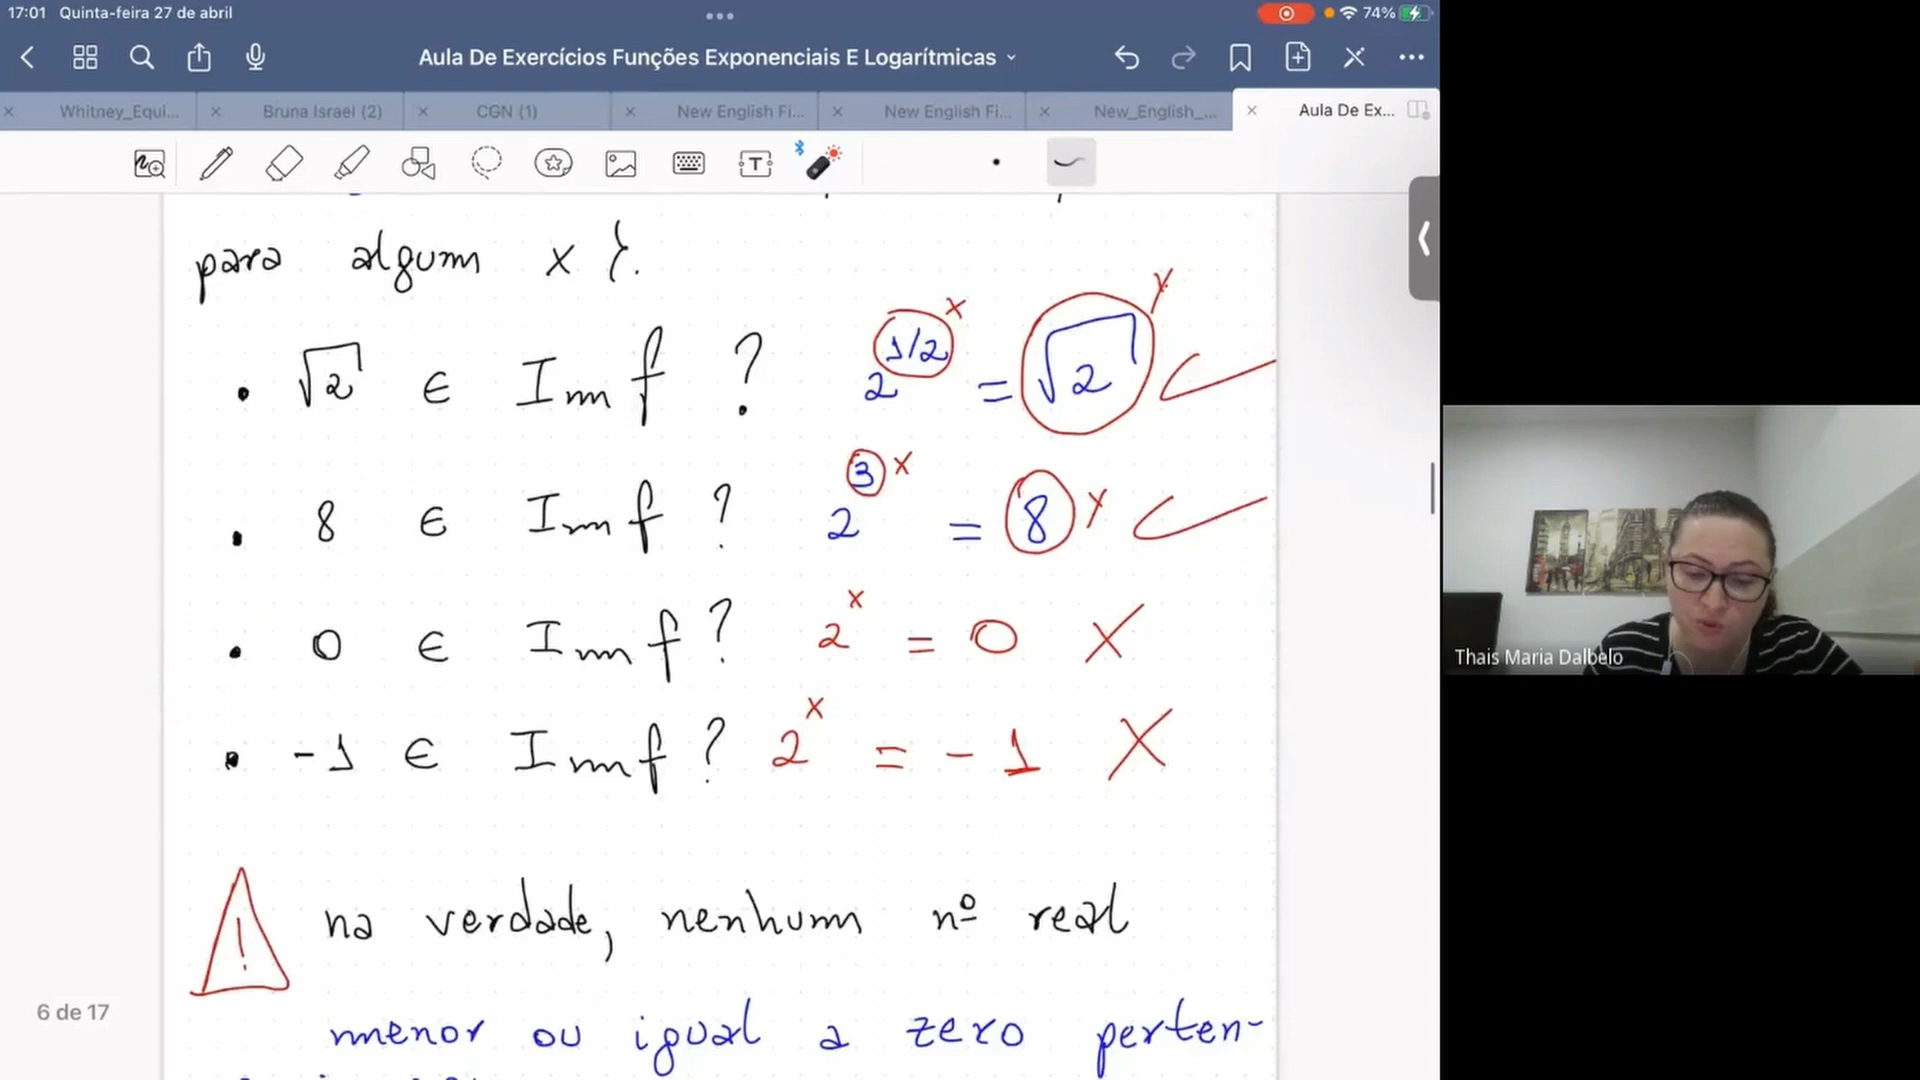 17:01 Quinta-feira 27 de abril
74%
Aula De Exercícios Funções Exponenciais E Logarítmicas
Whitney_Equi...
Bruna Israel (2)
CGN (1)
New English Fi...
New English Fi...
New_English_...
Aula De Ex...
T
para algum x }.
• √2 ∈ Im f ? 2^{1/2} x = √2 y ✓
• 8 ∈ Im f ? 2^3 x = 8 y ✓
• 0 ∈ Im f ? 2^x = 0 X
• -1 ∈ Im f ? 2^x = -1 X
! na verdade, nenhum nº real
menor ou igual a zero perten-
6 de 17
Thais Maria Dalbelo